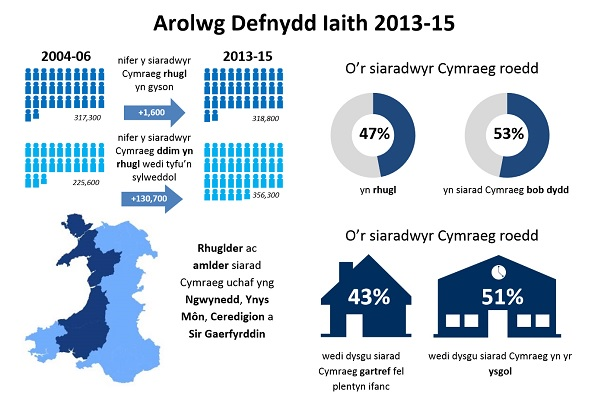 Arolwg Defnydd Iaith 2013-15
2004-06
nifer y siaradwyr
Cymraeg rhugl
yn gyson
2013-15
+1,600
317,300
318,800
nifer y siaradwyr
Cymraeg ddim yn
rhugl wedi tyfu'n
sylweddol
225,600
+130,700
356,300
Rhuglder ac
amlder siarad
Cymraeg uchaf yng
Ngwynedd, Ynys
Môn, Ceredigion a
Sir Gaerfyrddin
O'r siaradwyr Cymraeg roedd
47%
53%
yn rhugl
yn siarad Cymraeg bob dydd
O'r siaradwyr Cymraeg roedd
43%
51%
wedi dysgu siarad
Cymraeg gartref fel
plentyn ifanc
wedi dysgu siarad Cymraeg yn yr
ysgol